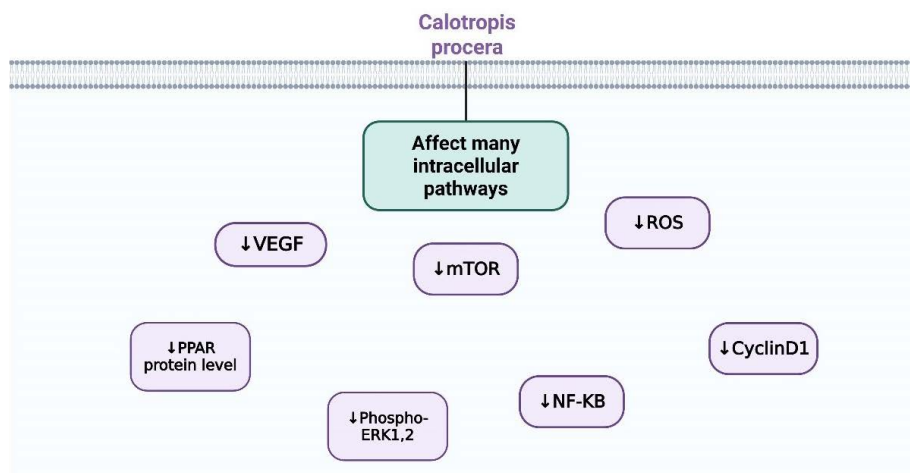 Calotropis
procera
Affect many
intracellular
pathways
↓ROS
↓VEGF
↓mTOR
↓PPAR
protein level
↓CyclinD1
↓Phospho-
ERK1,2
↓NF-KB